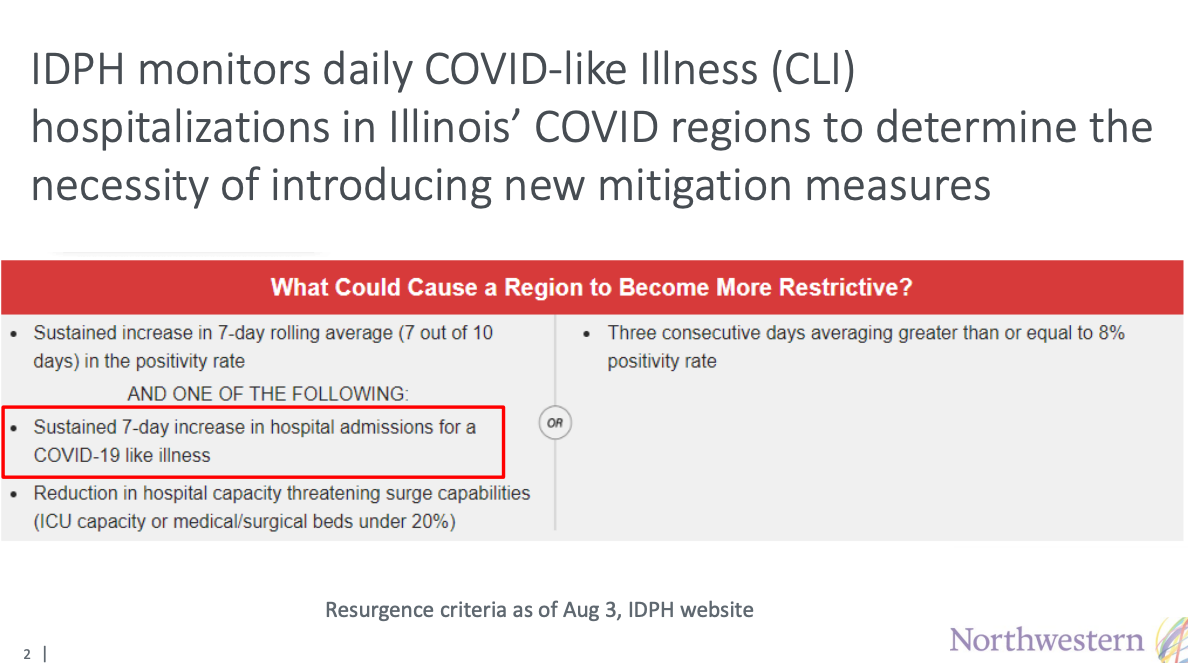 IDPH monitors daily COVID-like Illness (CLI)
hospitalizations in Illinois’ COVID regions to determine the
necessity of introducing new mitigation measures
What Could Cause a Region to Become More Restrictive?
• Sustained increase in 7-day rolling average (7 out of 10
days) in the positivity rate
AND ONE OF THE FOLLOWING:
• Sustained 7-day increase in hospital admissions for a
COVID-19 like illness
• Reduction in hospital capacity threatening surge capabilities
(ICU capacity or medical/surgical beds under 20%)
OR
• Three consecutive days averaging greater than or equal to 8%
positivity rate
Resurgence criteria as of Aug 3, IDPH website
2 |
Northwestern